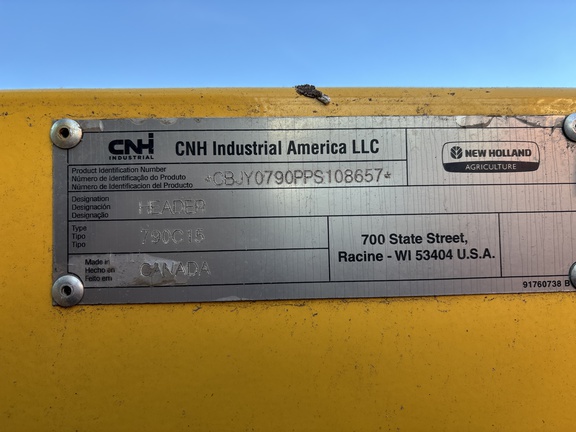 CNH
INDUSTRIAL
CNH Industrial America LLC
NEW HOLLAND
AGRICULTURE
Product Identification Number
Número de Identificação do Produto
Número de Identificacion del Producto
*CBJY0790PPS108657*
Designation
Designación
Designação
HEADER
Type
Tipo
Tipo
790C15
700 State Street,
Racine - WI 53404 U.S.A.
Made in
Hecho en
Feito em
CANADA
91760738 B